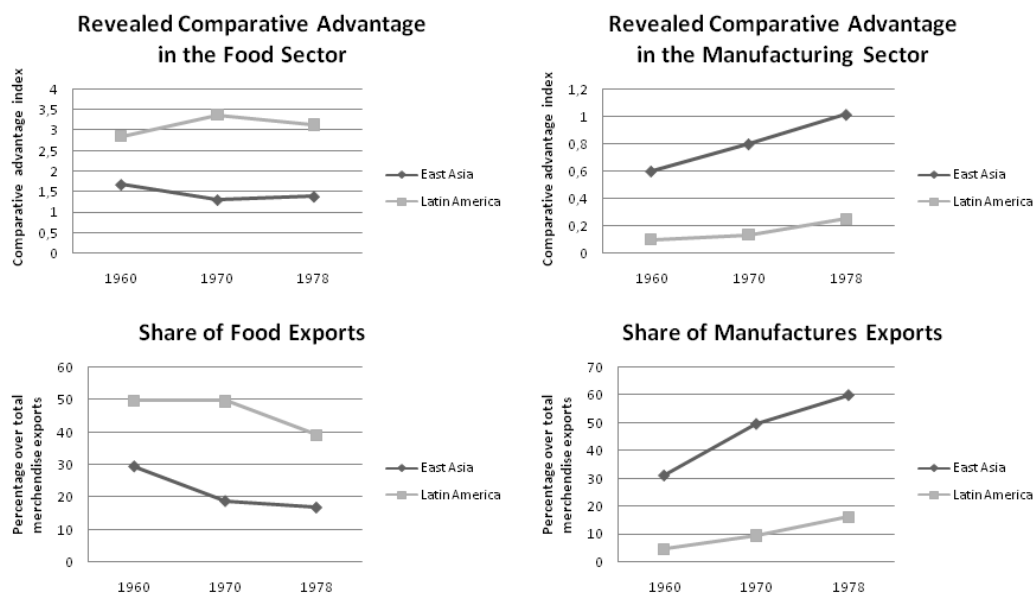 Revealed Comparative Advantage
in the Food Sector
Comparative advantage index
4
3,5
3
2,5
2
1,5
1
0,5
0
1960 1970 1978
East Asia
Latin America
Revealed Comparative Advantage
in the Manufacturing Sector
Comparative advantage index
1,2
1
0,8
0,6
0,4
0,2
0
1960 1970 1978
East Asia
Latin America
Share of Food Exports
Percentage over total
merchendise exports
60
50
40
30
20
10
0
1960 1970 1978
East Asia
Latin America
Share of Manufactures Exports
Percentage over total
merchendise exports
70
60
50
40
30
20
10
0
1960 1970 1978
East Asia
Latin America